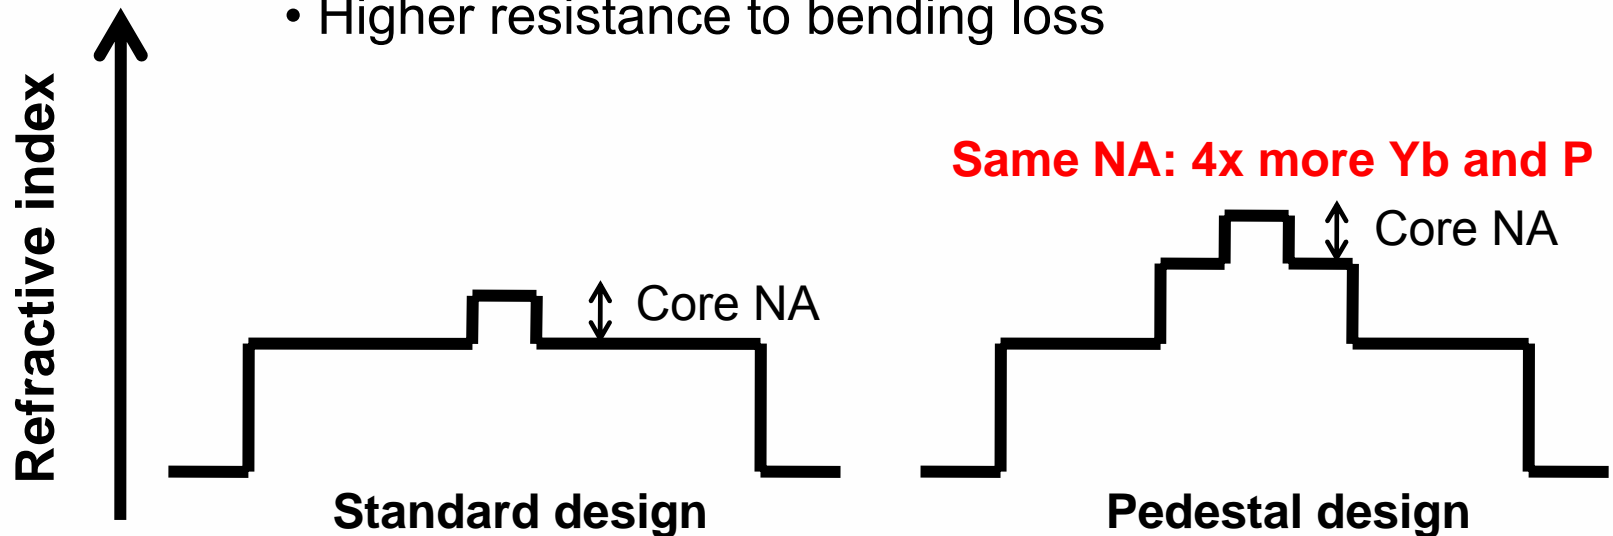 • Higher resistance to bending loss
Refractive index
Same NA: 4x more Yb and P
Core NA
Core NA
Standard design
Pedestal design